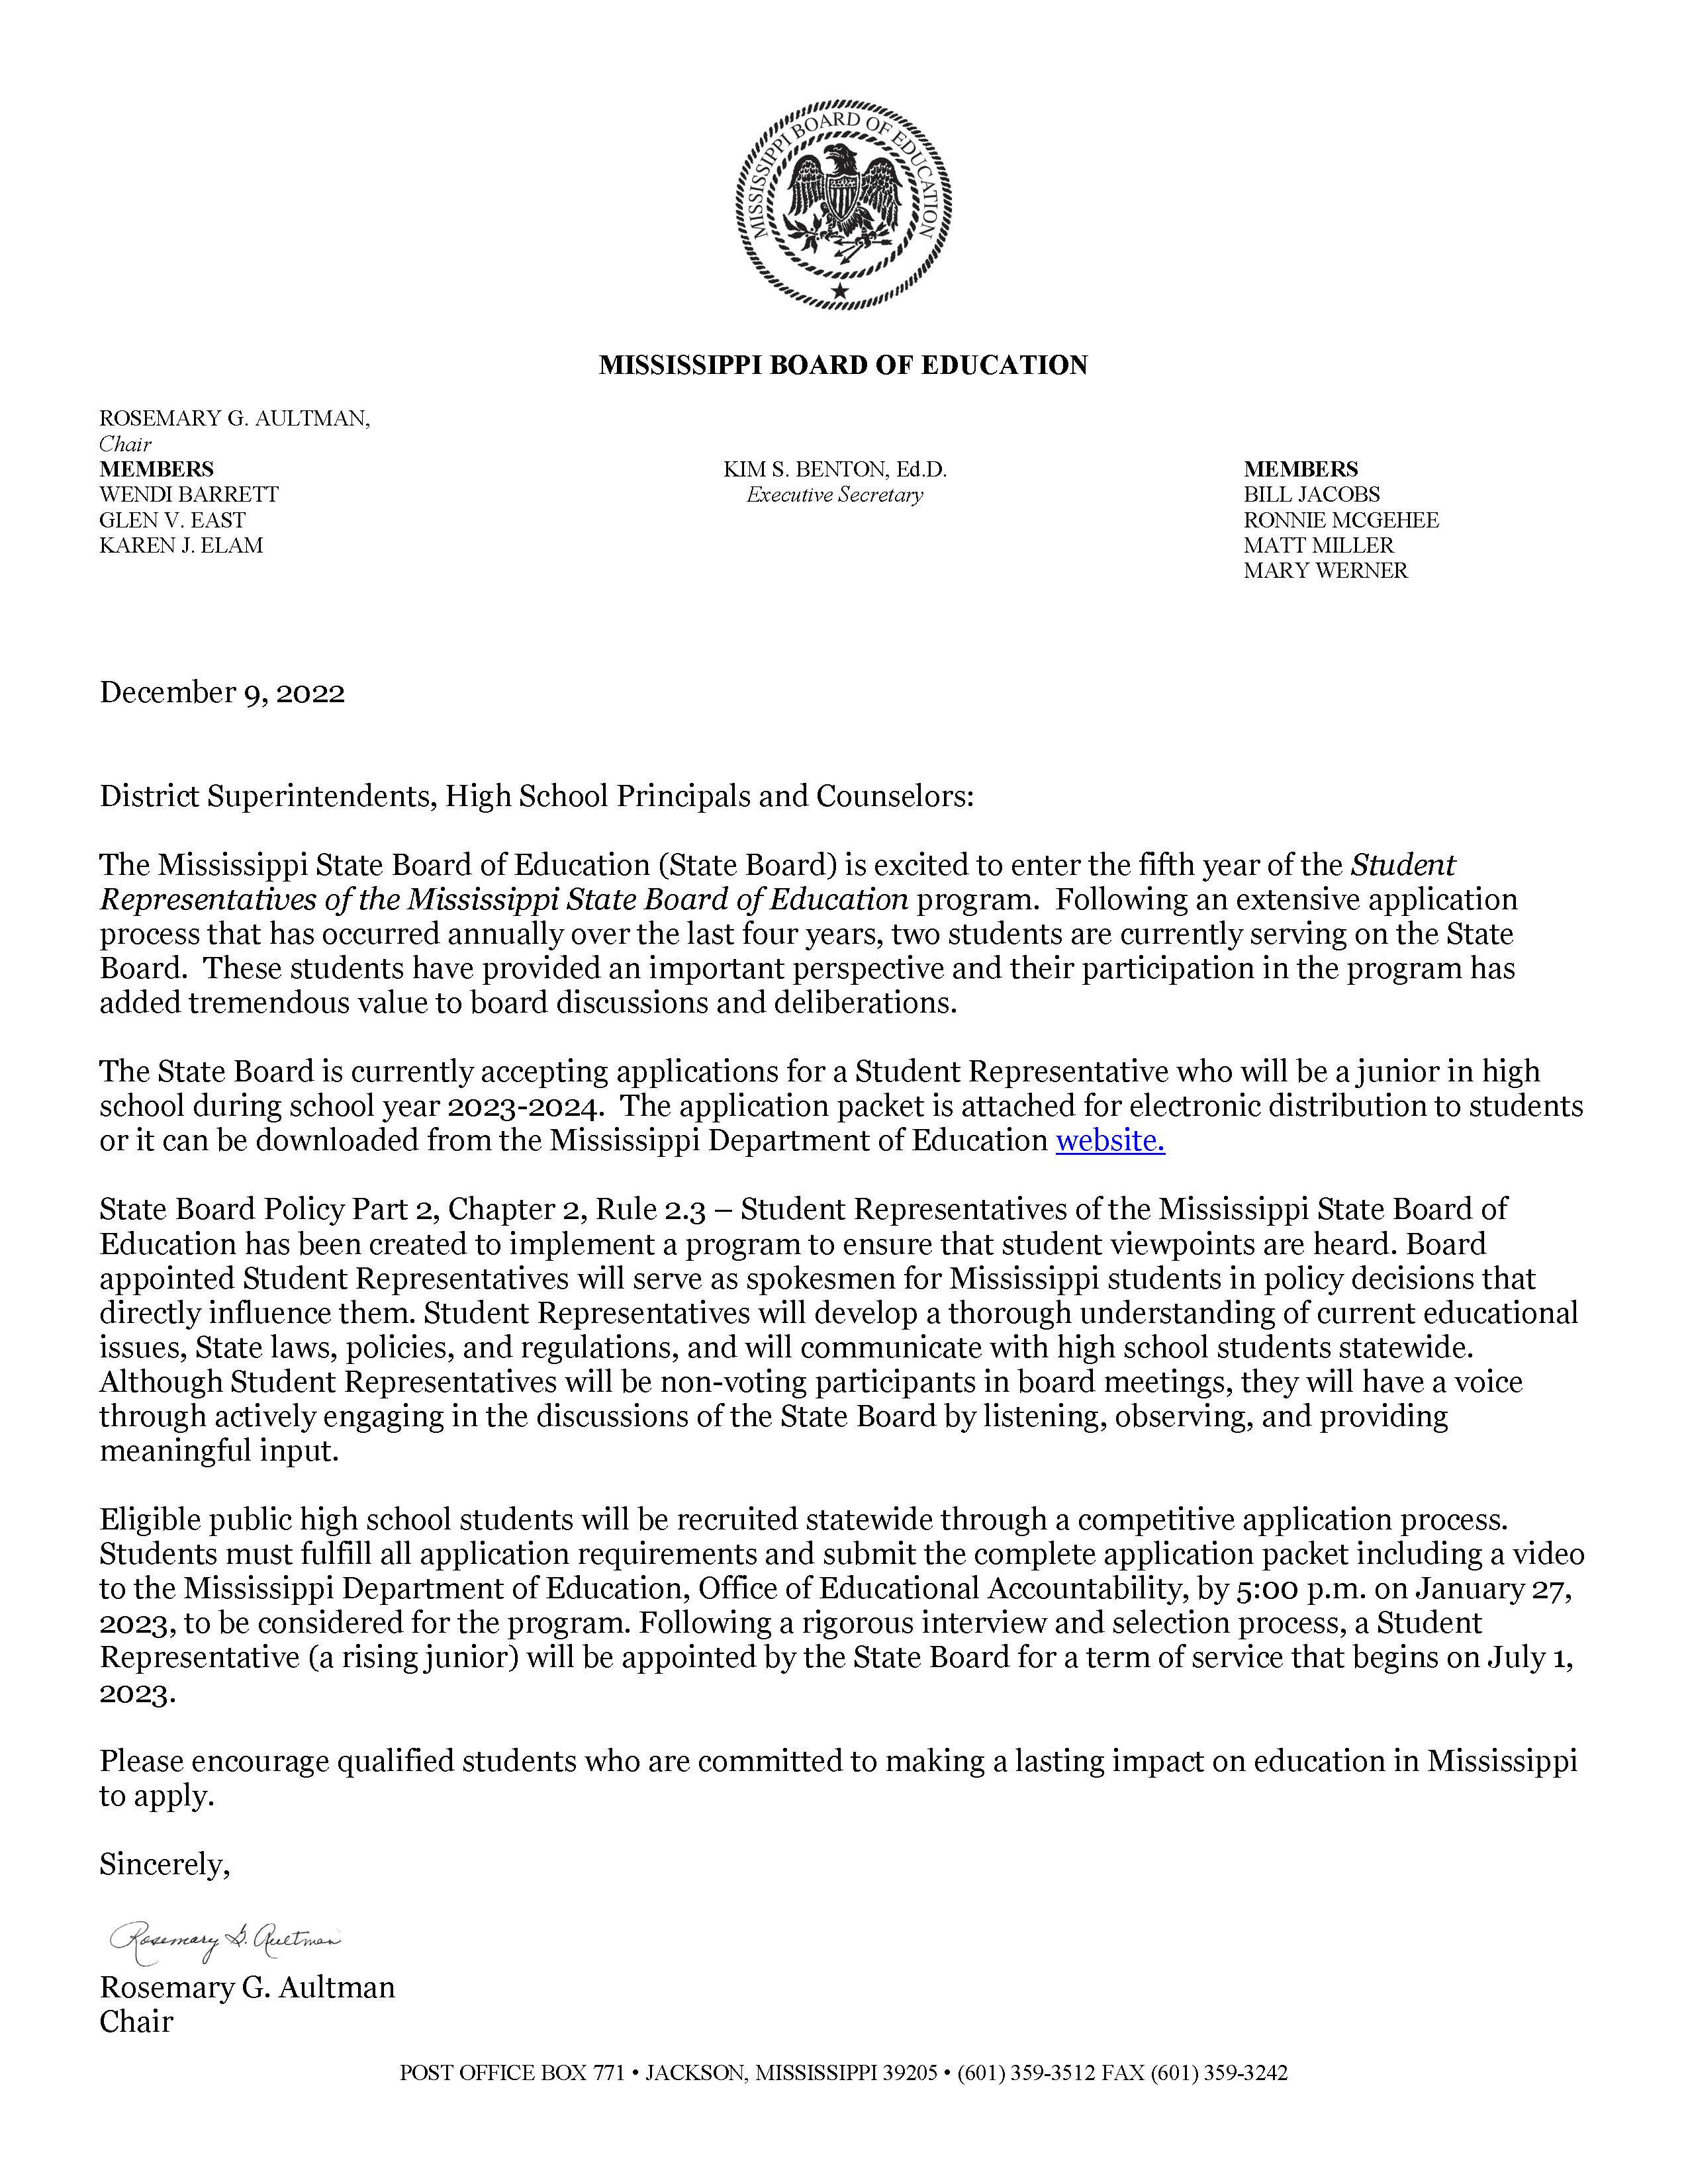 MISSISSIPPI BOARD OF EDUCATION
MISSISSIPPI BOARD OF EDUCATION
ROSEMARY G. AULTMAN,
Chair
MEMBERS
WENDI BARRETT
GLEN V. EAST
KAREN J. ELAM
KIM S. BENTON, Ed.D.
Executive Secretary
MEMBERS
BILL JACOBS
RONNIE MCGEHEE
MATT MILLER
MARY WERNER
December 9, 2022
District Superintendents, High School Principals and Counselors:
The Mississippi State Board of Education (State Board) is excited to enter the fifth year of the Student
Representatives of the Mississippi State Board of Education program.  Following an extensive application
process that has occurred annually over the last four years, two students are currently serving on the State
Board.  These students have provided an important perspective and their participation in the program has
added tremendous value to board discussions and deliberations.
The State Board is currently accepting applications for a Student Representative who will be a junior in high
school during school year 2023-2024.  The application packet is attached for electronic distribution to students
or it can be downloaded from the Mississippi Department of Education website.
State Board Policy Part 2, Chapter 2, Rule 2.3 – Student Representatives of the Mississippi State Board of
Education has been created to implement a program to ensure that student viewpoints are heard. Board
appointed Student Representatives will serve as spokesmen for Mississippi students in policy decisions that
directly influence them. Student Representatives will develop a thorough understanding of current educational
issues, State laws, policies, and regulations, and will communicate with high school students statewide.
Although Student Representatives will be non-voting participants in board meetings, they will have a voice
through actively engaging in the discussions of the State Board by listening, observing, and providing
meaningful input.
Eligible public high school students will be recruited statewide through a competitive application process.
Students must fulfill all application requirements and submit the complete application packet including a video
to the Mississippi Department of Education, Office of Educational Accountability, by 5:00 p.m. on January 27,
2023, to be considered for the program. Following a rigorous interview and selection process, a Student
Representative (a rising junior) will be appointed by the State Board for a term of service that begins on July 1,
2023.
Please encourage qualified students who are committed to making a lasting impact on education in Mississippi
to apply.
Sincerely,
Rosemary G. Aultman
Rosemary G. Aultman
Chair
POST OFFICE BOX 771 • JACKSON, MISSISSIPPI 39205 • (601) 359-3512 FAX (601) 359-3242